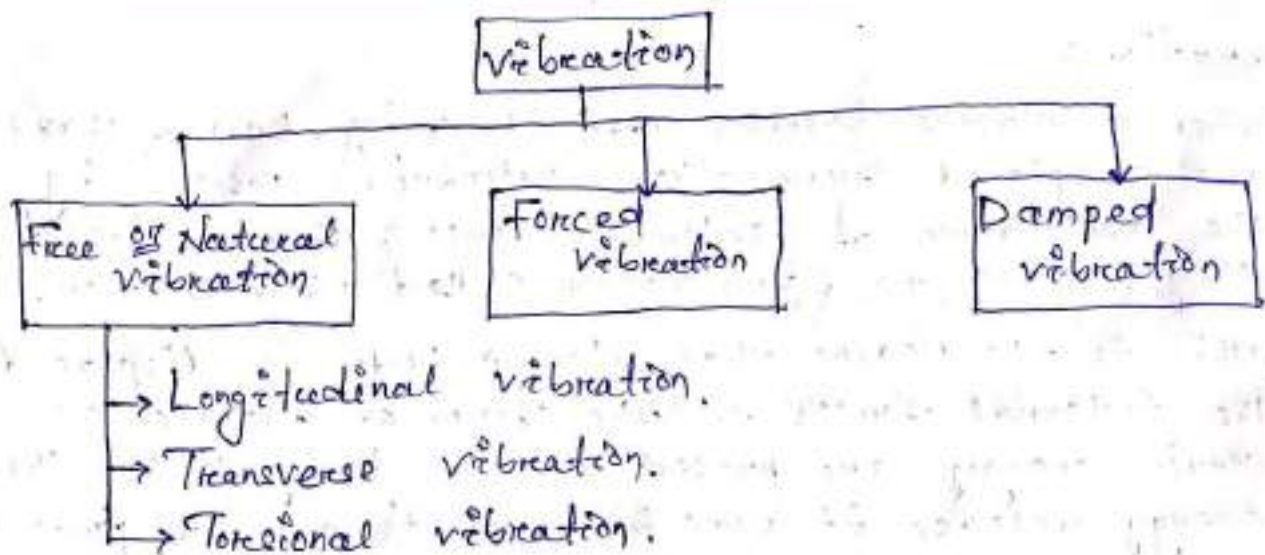 Vibration
Free or Natural
vibration
Forced
vibration
Damped
vibration
Longitudinal vibration.
Transverse vibration.
Torsional vibration.